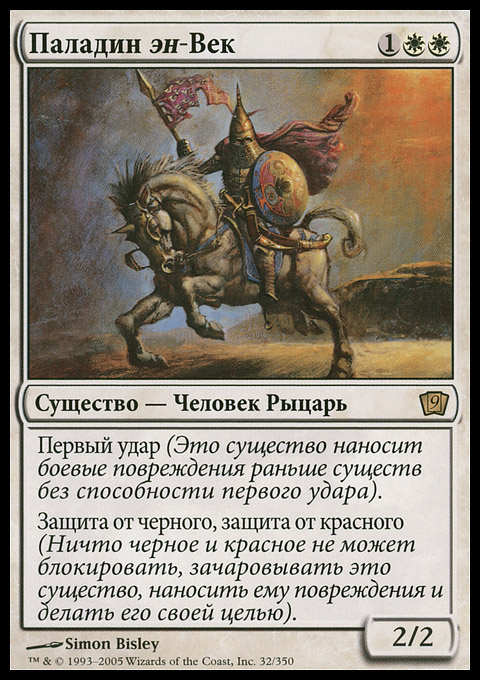 Паладин эн-Век
1
Существо — Человек Рыцарь
9
Первый удар (Это существо наносит
боевые повреждения раньше существ
без способности первого удара).
Защита от черного, защита от красного
(Ничто черное и красное не может
блокировать, зачаровывать это
существо, наносить ему повреждения и
делать его своей целью).
Simon Bisley
2/2
™ & © 1993–2005 Wizards of the Coast, Inc. 32/350